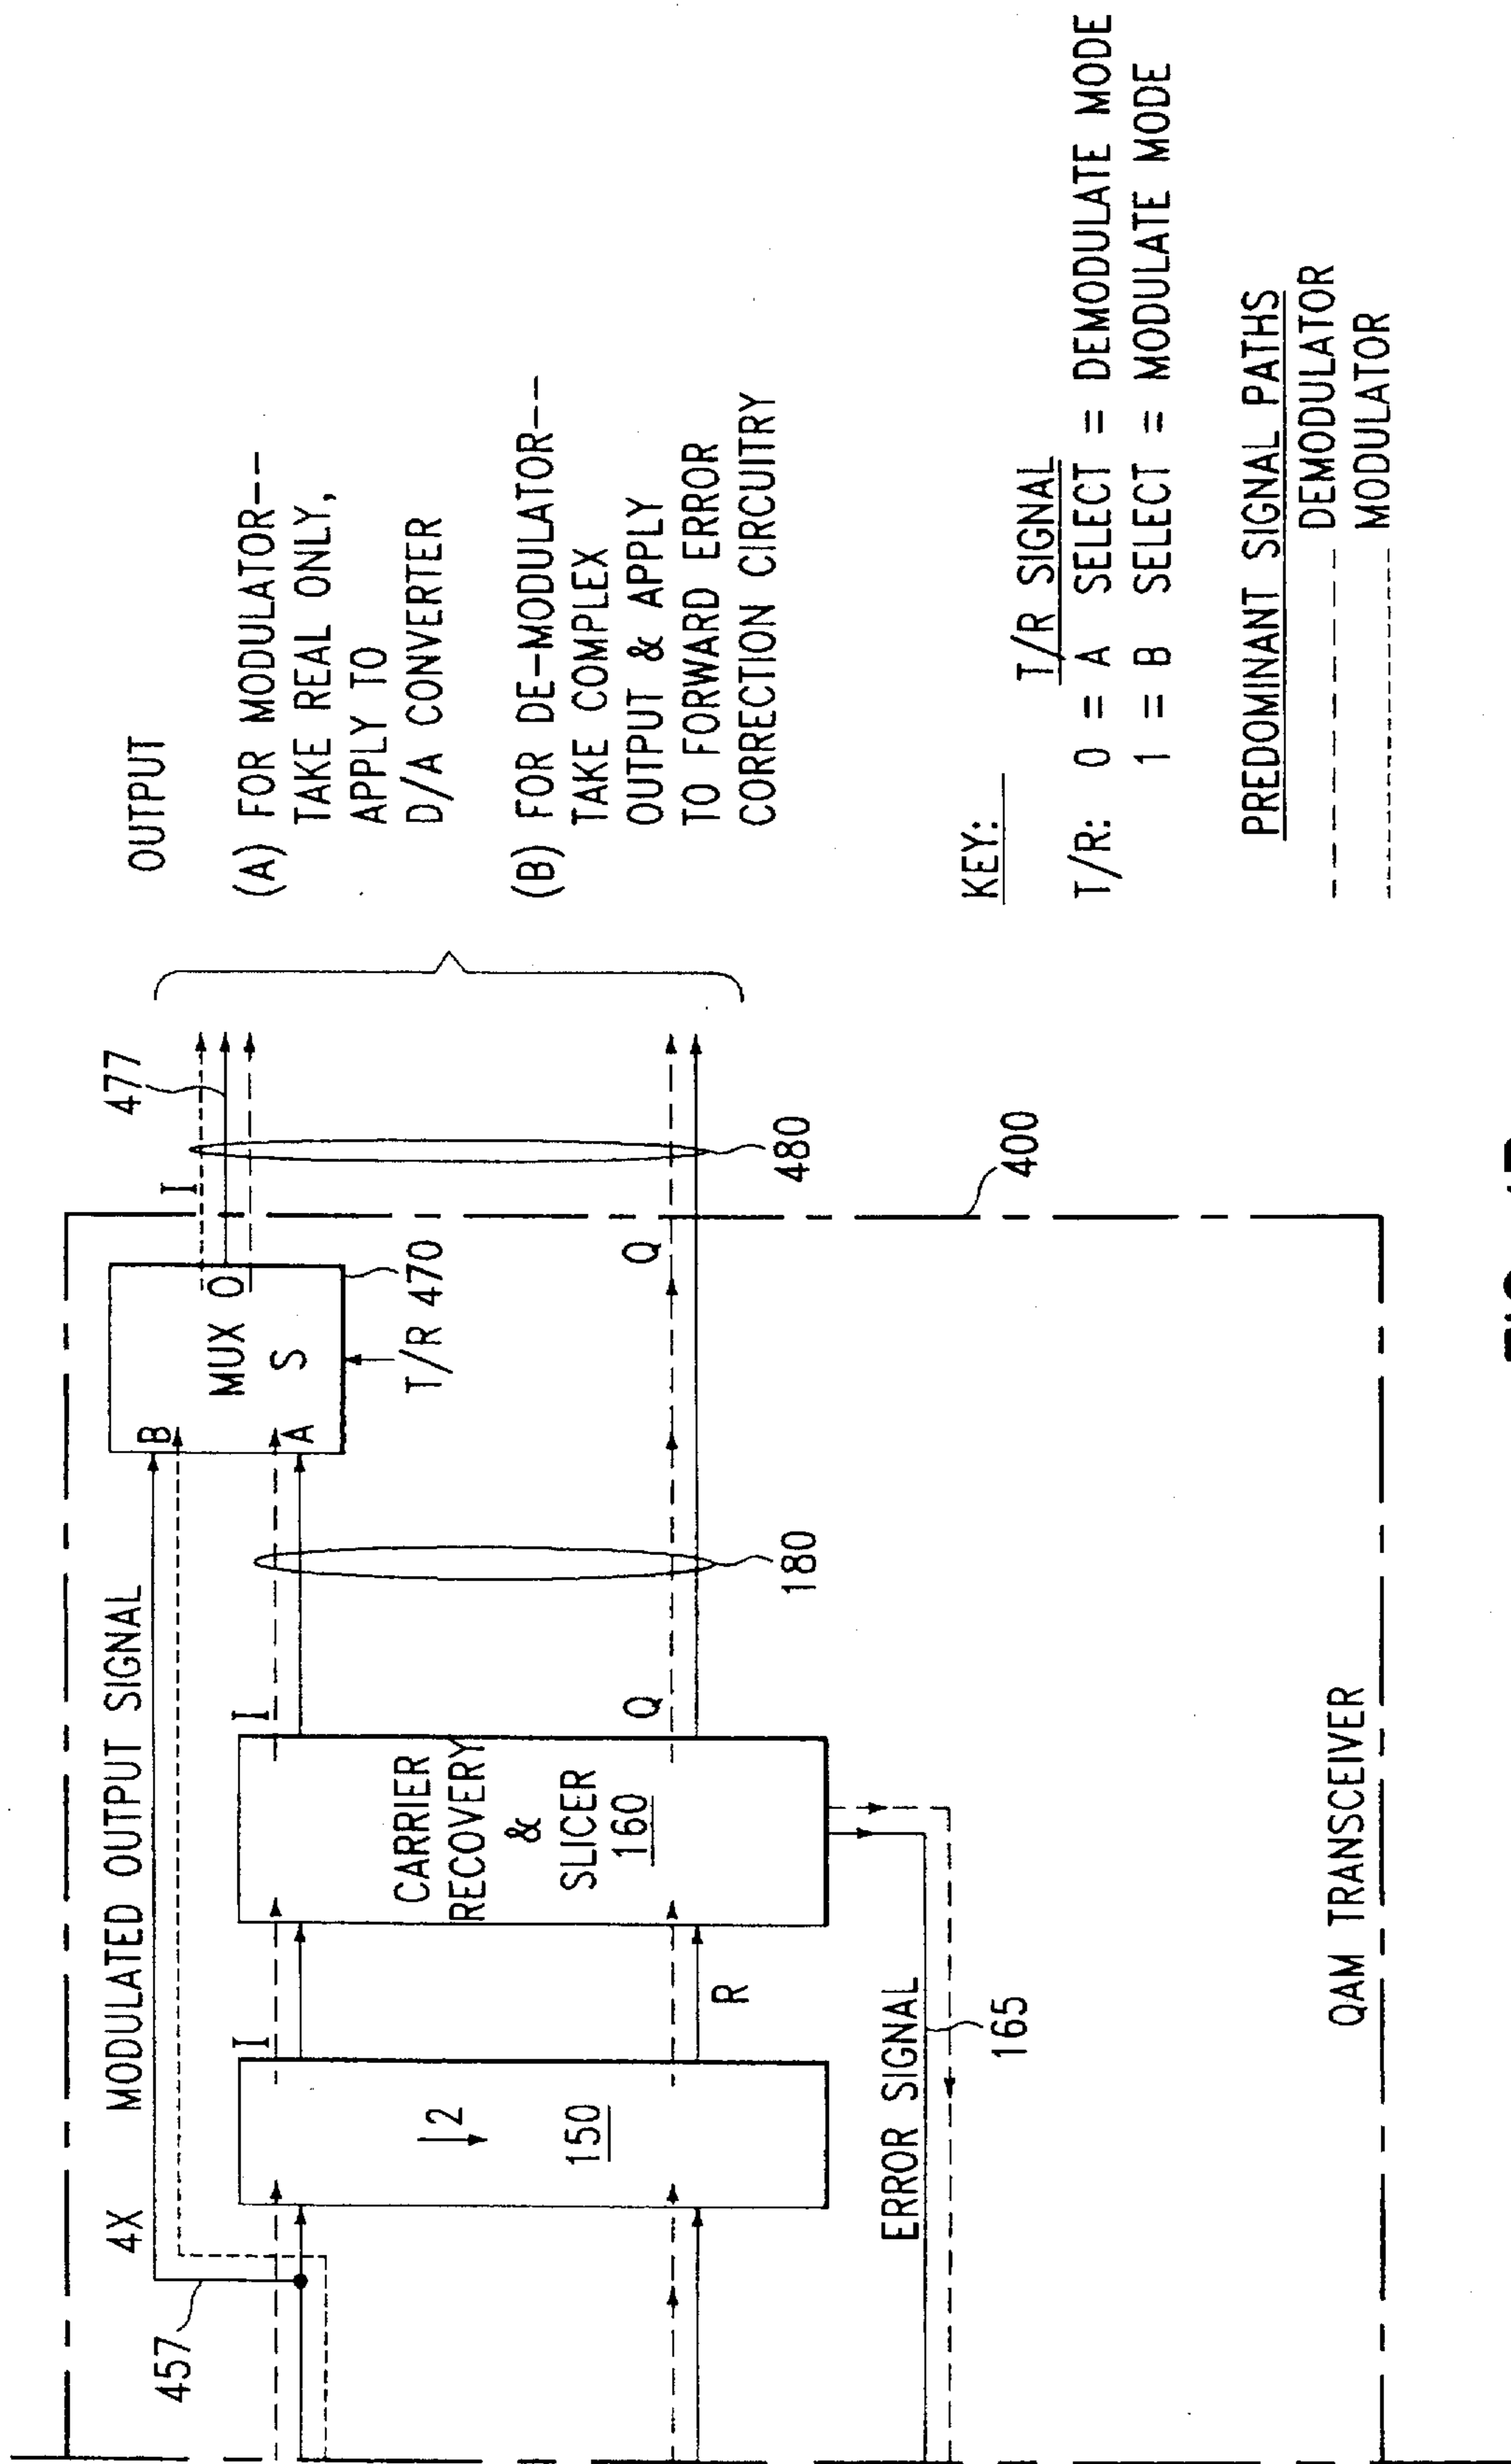 457
4X MODULATED OUTPUT SIGNAL
I
↓2
150
R
I
CARRIER
RECOVERY
&
SLICER
160
Q
ERROR SIGNAL
165
180
B
A
MUX
S
O
T/R 470
I
Q
477
480
400
QAM TRANSCEIVER
OUTPUT
(A) FOR MODULATOR--
TAKE REAL ONLY,
APPLY TO
D/A CONVERTER
(B) FOR DE-MODULATOR--
TAKE COMPLEX
OUTPUT & APPLY
TO FORWARD ERROR
CORRECTION CIRCUITRY
KEY:
T/R SIGNAL
T/R: 0 = A SELECT = DEMODULATE MODE
1 = B SELECT = MODULATE MODE
PREDOMINANT SIGNAL PATHS
DEMODULATOR
MODULATOR